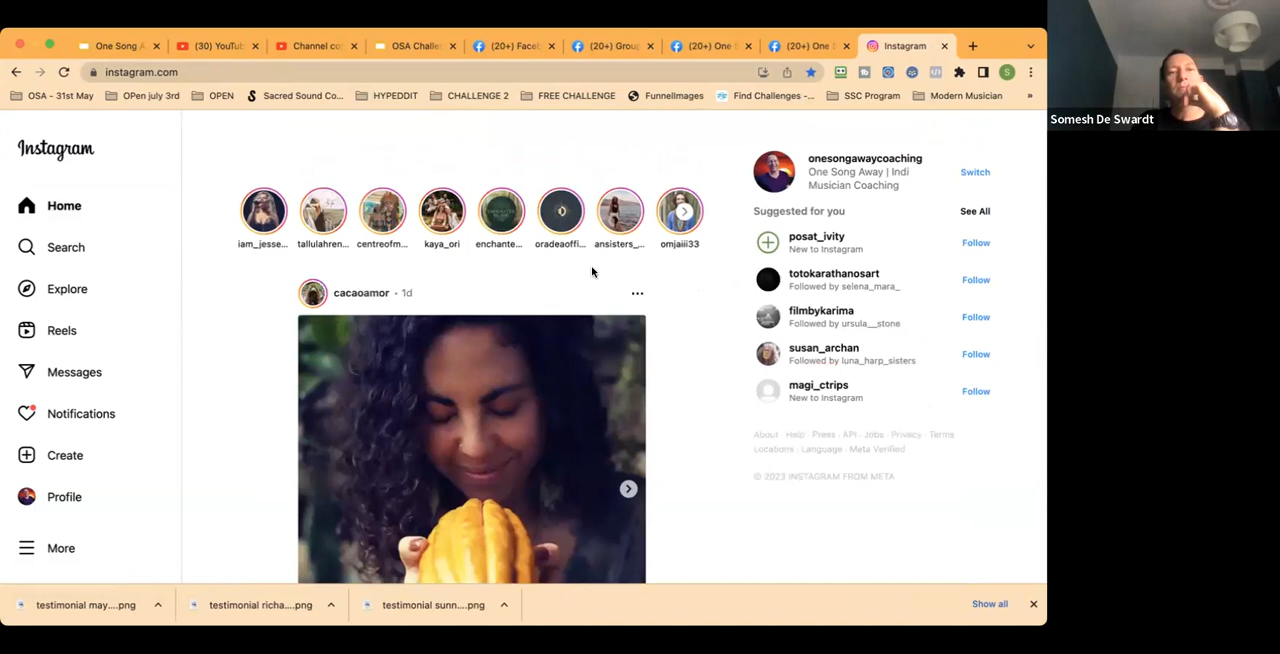 One Song A
(30) YouTu
Channel co
OSA Challe
(20+) Faceb
(20+) Grou
(20+) One
(20+) One
Instagram
instagram.com
S
OSA - 31st May
OPen july 3rd
OPEN
Sacred Sound Co...
HYPEDDIT
CHALLENGE 2
FREE CHALLENGE
FunnelImages
Find Challenges -...
SSC Program
Modern Musician
»
Somesh De Swardt
Instagram
Home
Search
Explore
Reels
Messages
Notifications
Create
Profile
More
iam_jesse...
tallulahren...
centreofm...
kaya_ori
enchante...
oradeaoffi...
ansisters_...
omjaiii33
cacaoamor • 1d
onesongawaycoaching
One Song Away | Indi
Musician Coaching
Switch
Suggested for you
See All
posat_ivity
New to Instagram
Follow
totokarathanosart
Followed by selena_mara_
Follow
filmbykarima
Followed by ursula__stone
Follow
susan_archan
Followed by luna_harp_sisters
Follow
magi_ctrips
New to Instagram
Follow
About · Help · Press · API · Jobs · Privacy · Terms
Locations · Language · Meta Verified
© 2023 INSTAGRAM FROM META
testimonial may....png
testimonial richa....png
testimonial sunn....png
Show all